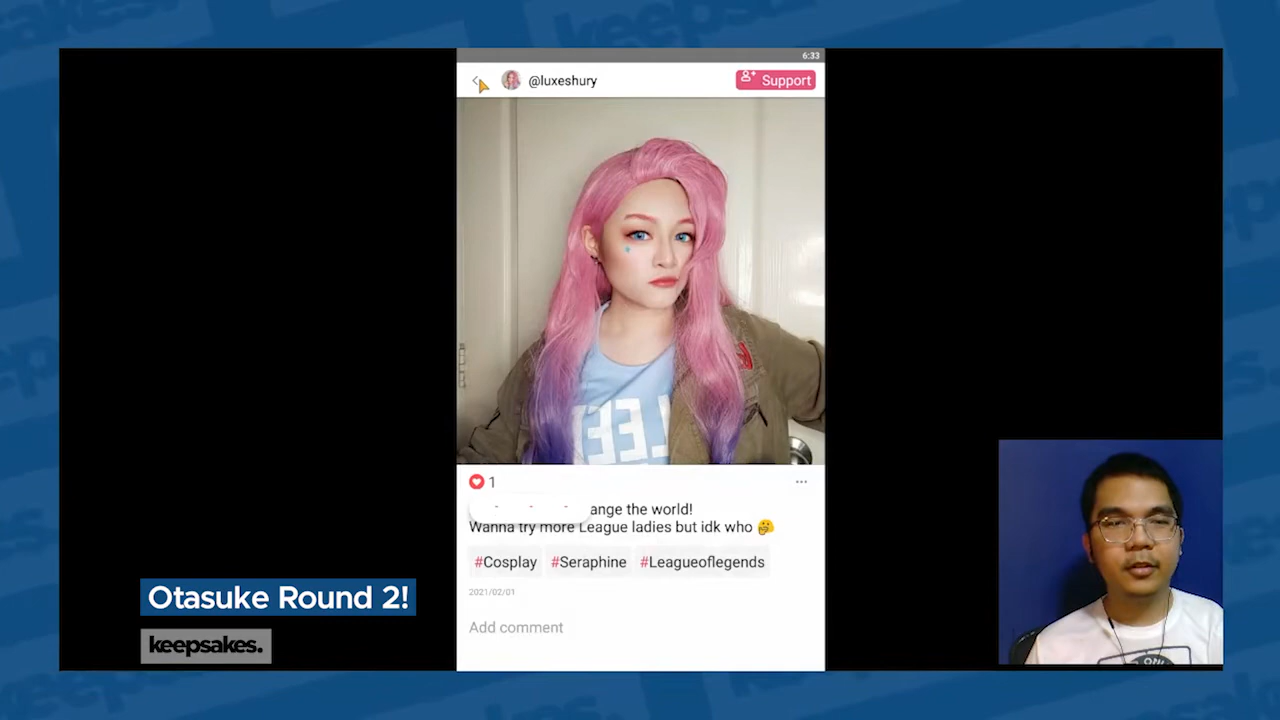 6:33
@luxeshury
Support
1
ange the world!
Wanna try more League ladies but idk who 🤔
#Cosplay #Seraphine #Leagueoflegends
2021/02/01
Add comment
Otasuke Round 2!
keepsakes.